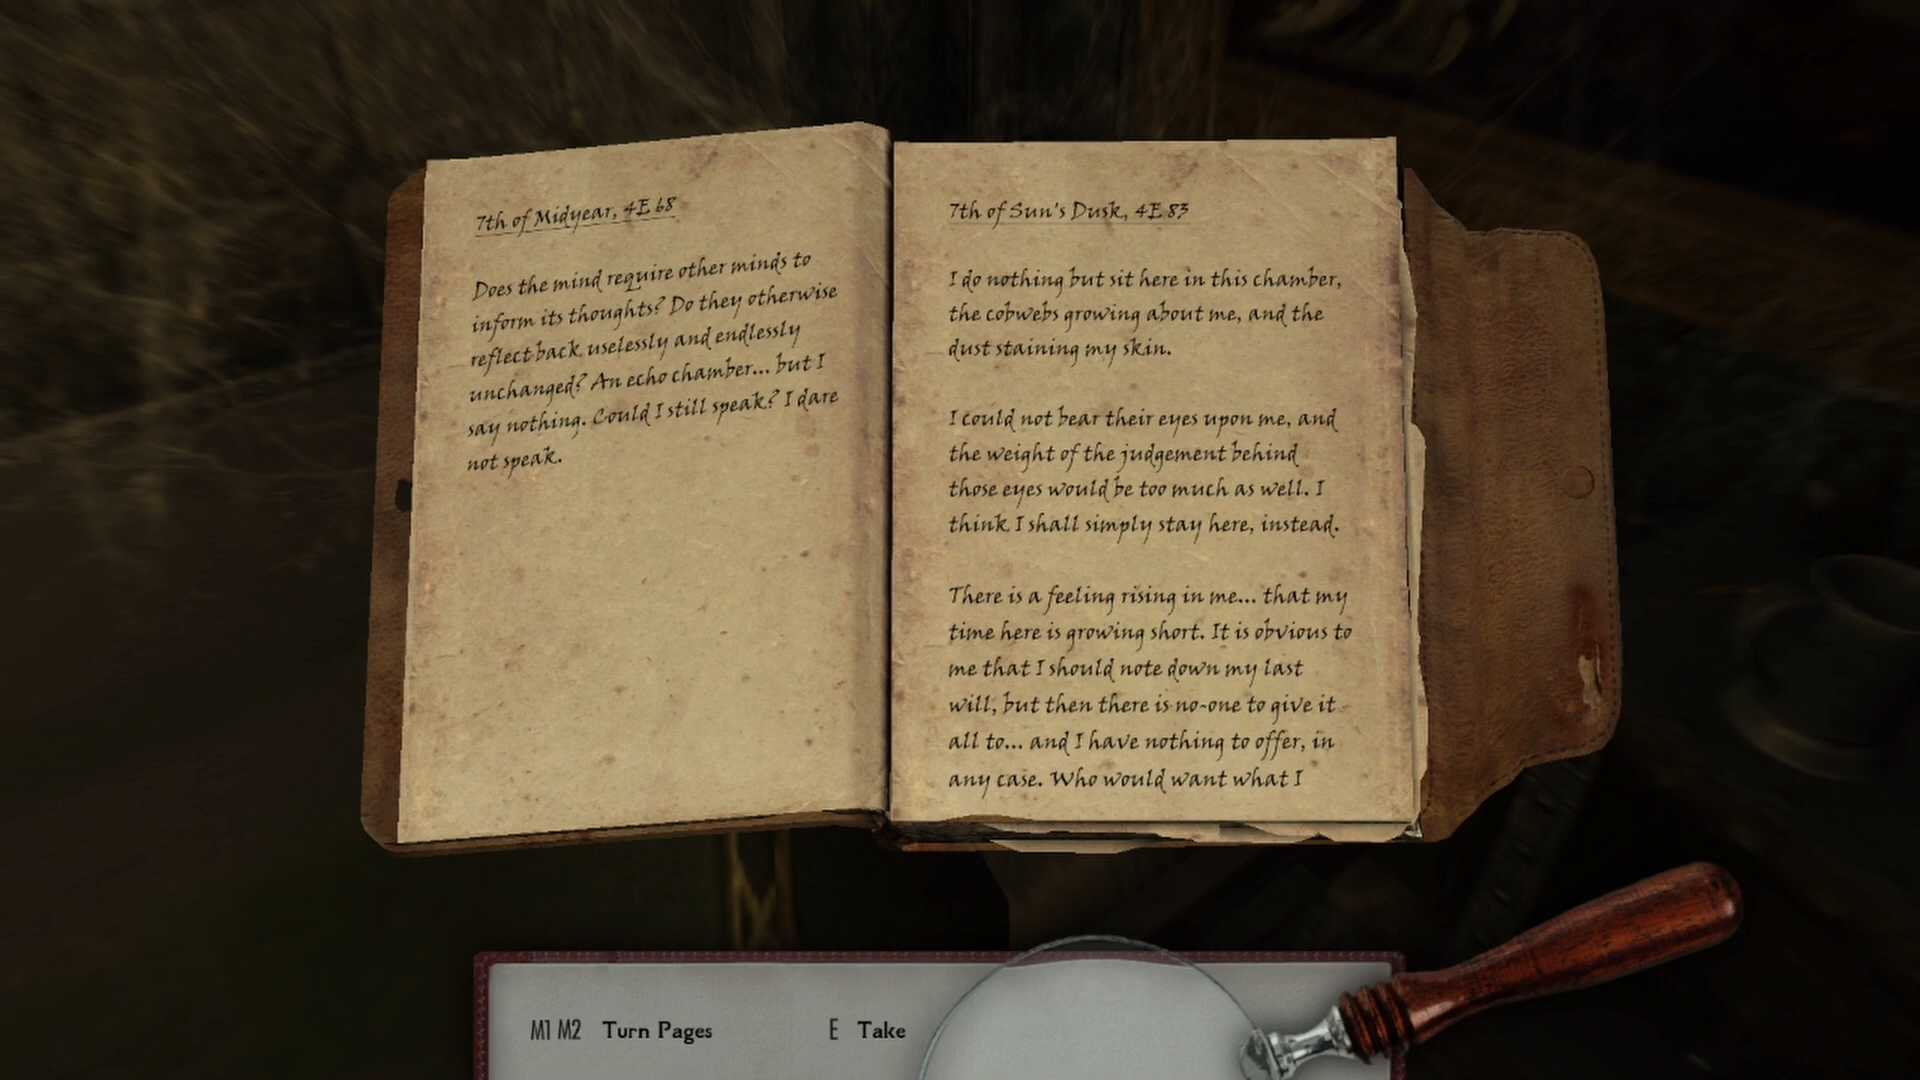 7th of Midyear, 4E 68
Does the mind require other minds to
inform its thoughts? Do they otherwise
reflect back uselessly and endlessly
unchanged? An echo chamber... but I
say nothing. Could I still speak? I dare
not speak.
7th of Sun's Dusk, 4E 83
I do nothing but sit here in this chamber,
the cobwebs growing about me, and the
dust staining my skin.
I could not bear their eyes upon me, and
the weight of the judgement behind
those eyes would be too much as well. I
think I shall simply stay here, instead.
There is a feeling rising in me... that my
time here is growing short. It is obvious to
me that I should note down my last
will, but then there is no-one to give it
all to... and I have nothing to offer, in
any case. Who would want what I
M1 M2 Turn Pages E Take